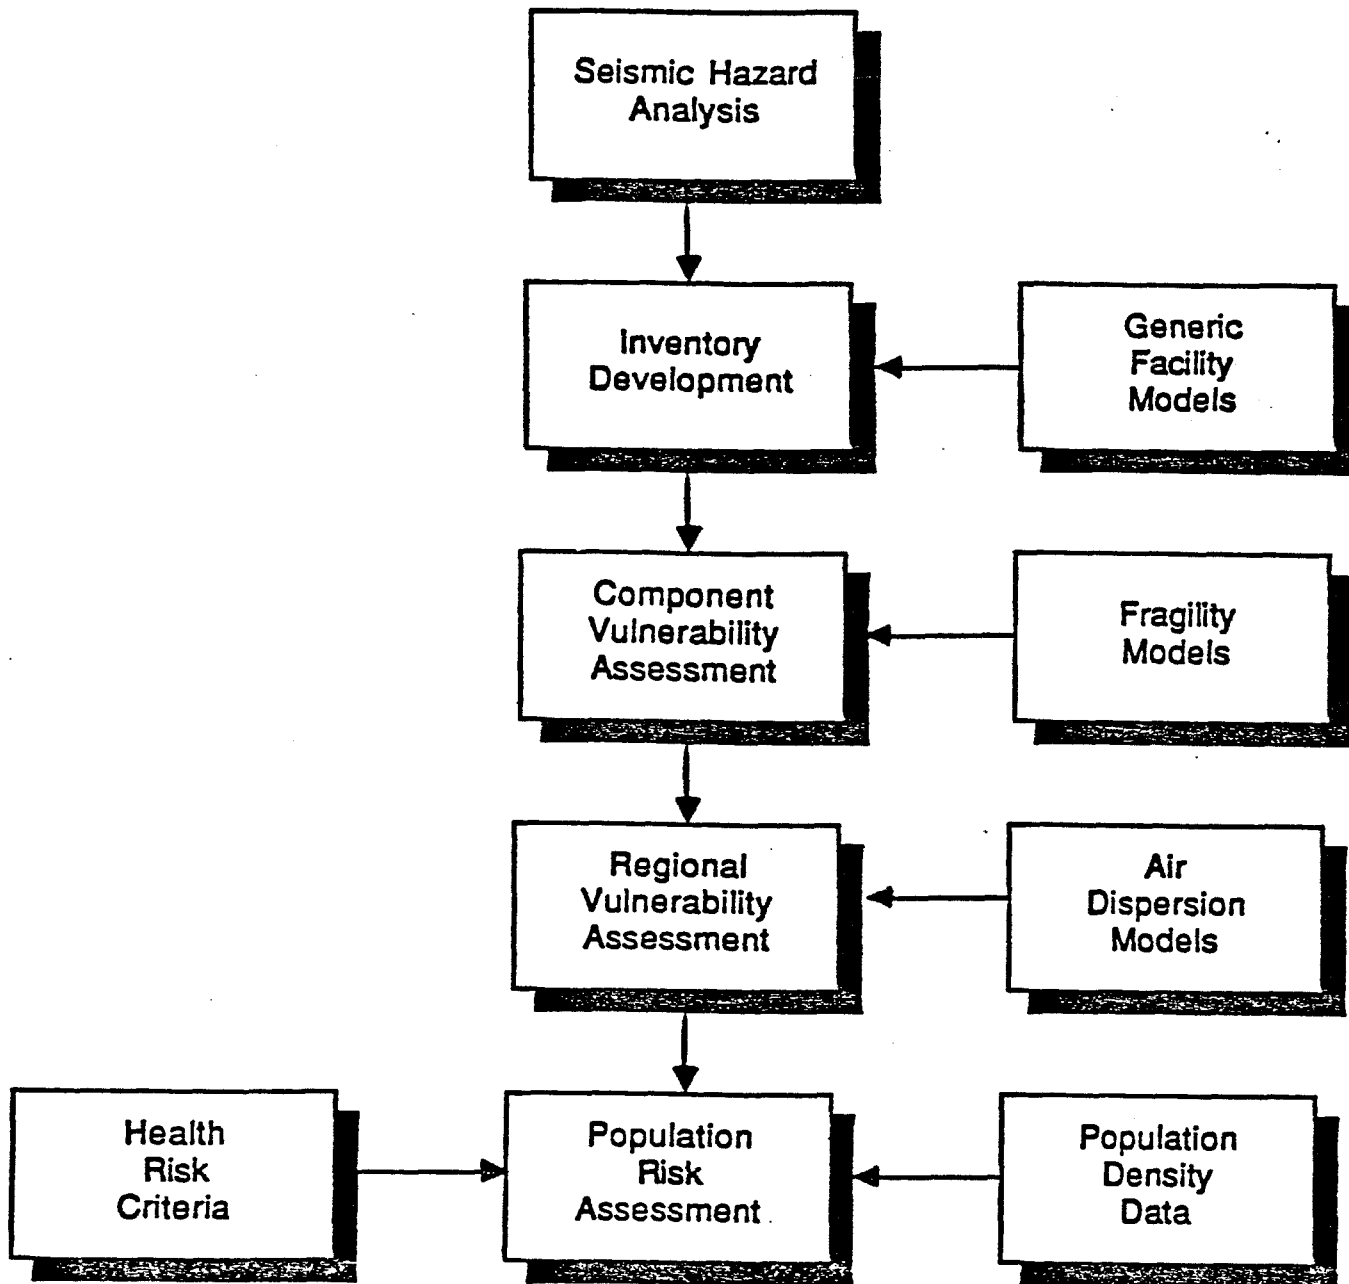 Seismic Hazard
Analysis
Inventory
Development
Generic
Facility
Models
Component
Vulnerability
Assessment
Fragility
Models
Regional
Vulnerability
Assessment
Air
Dispersion
Models
Health
Risk
Criteria
Population
Risk
Assessment
Population
Density
Data